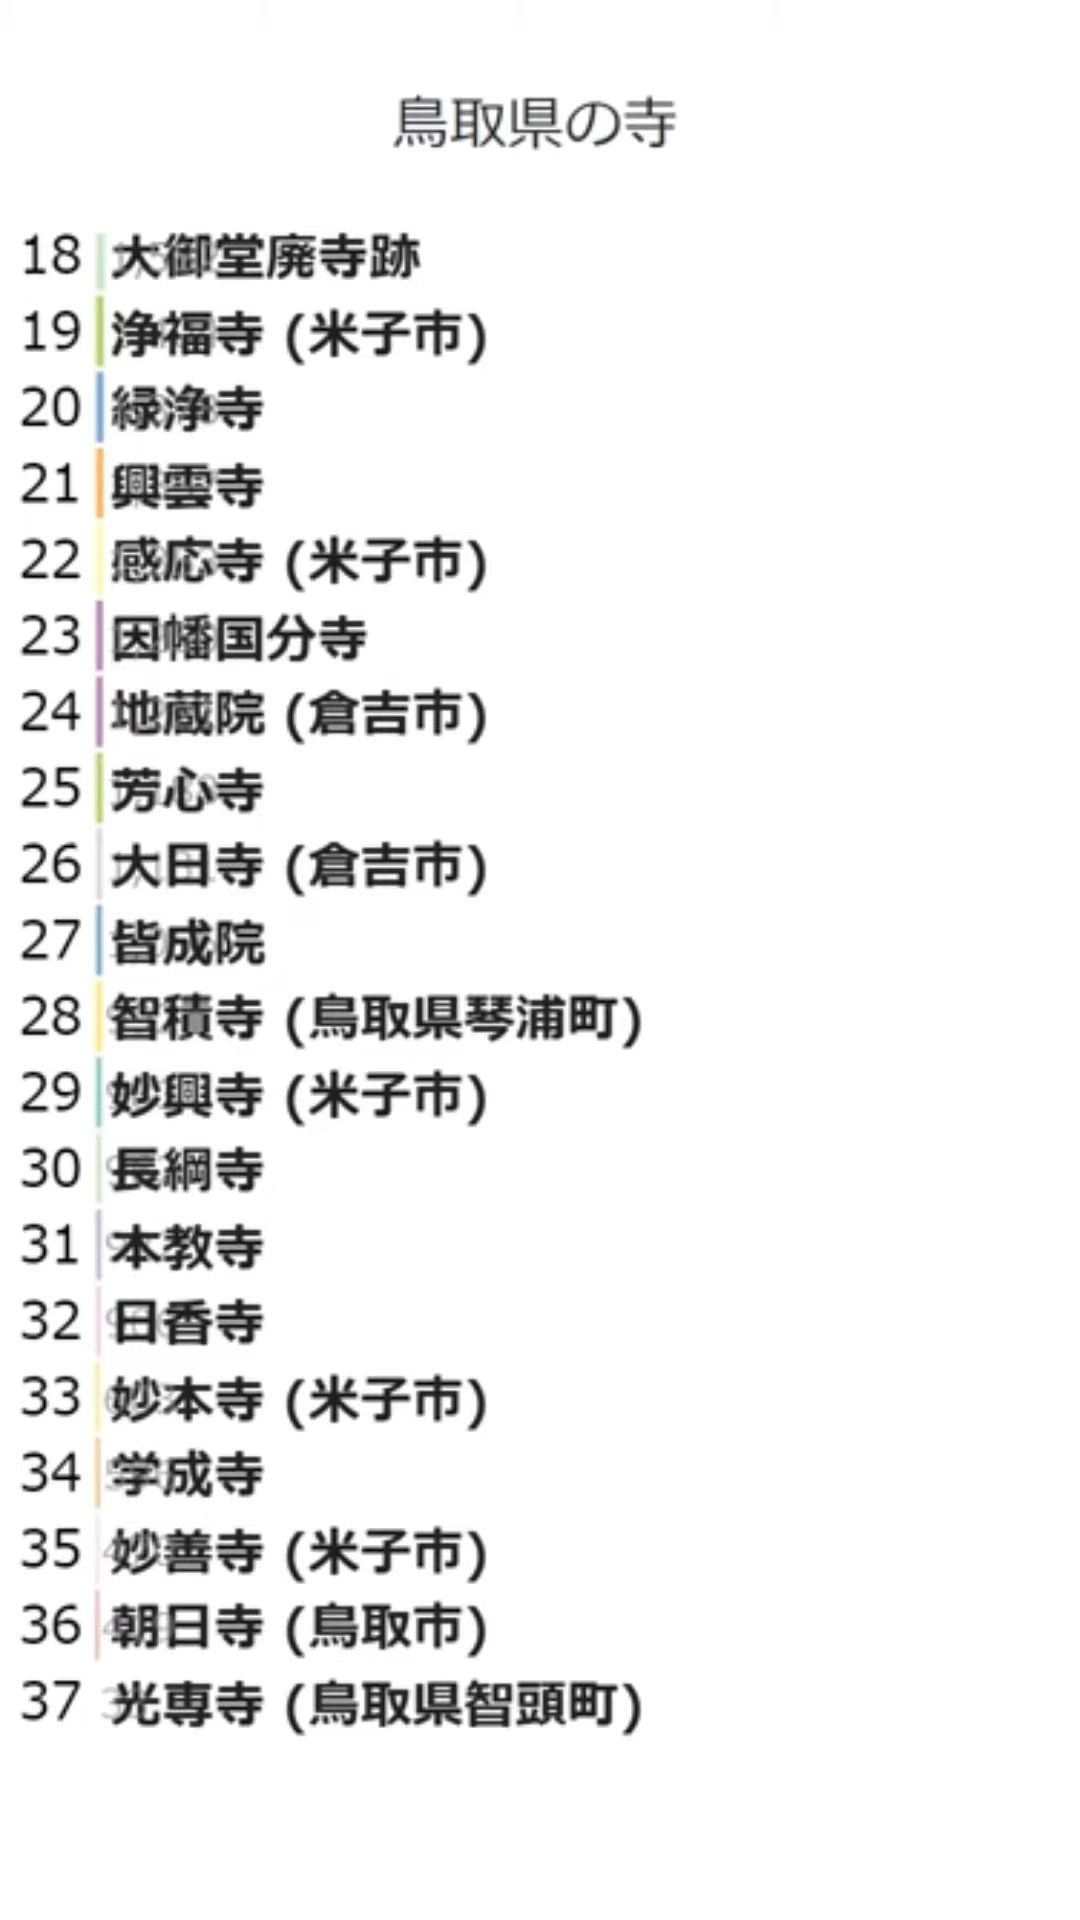 鳥取県の寺
18 大御堂廃寺跡
19 浄福寺 (米子市)
20 緑浄寺
21 興雲寺
22 感応寺 (米子市)
23 因幡国分寺
24 地蔵院 (倉吉市)
25 芳心寺
26 大日寺 (倉吉市)
27 皆成院
28 智積寺 (鳥取県琴浦町)
29 妙興寺 (米子市)
30 長綱寺
31 本教寺
32 日香寺
33 妙本寺 (米子市)
34 学成寺
35 妙善寺 (米子市)
36 朝日寺 (鳥取市)
37 光専寺 (鳥取県智頭町)